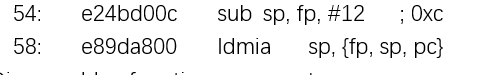 54: e24bd00c sub sp, fp, #12 ; 0xc
58: e89da800 ldmia sp, {fp, sp, pc}